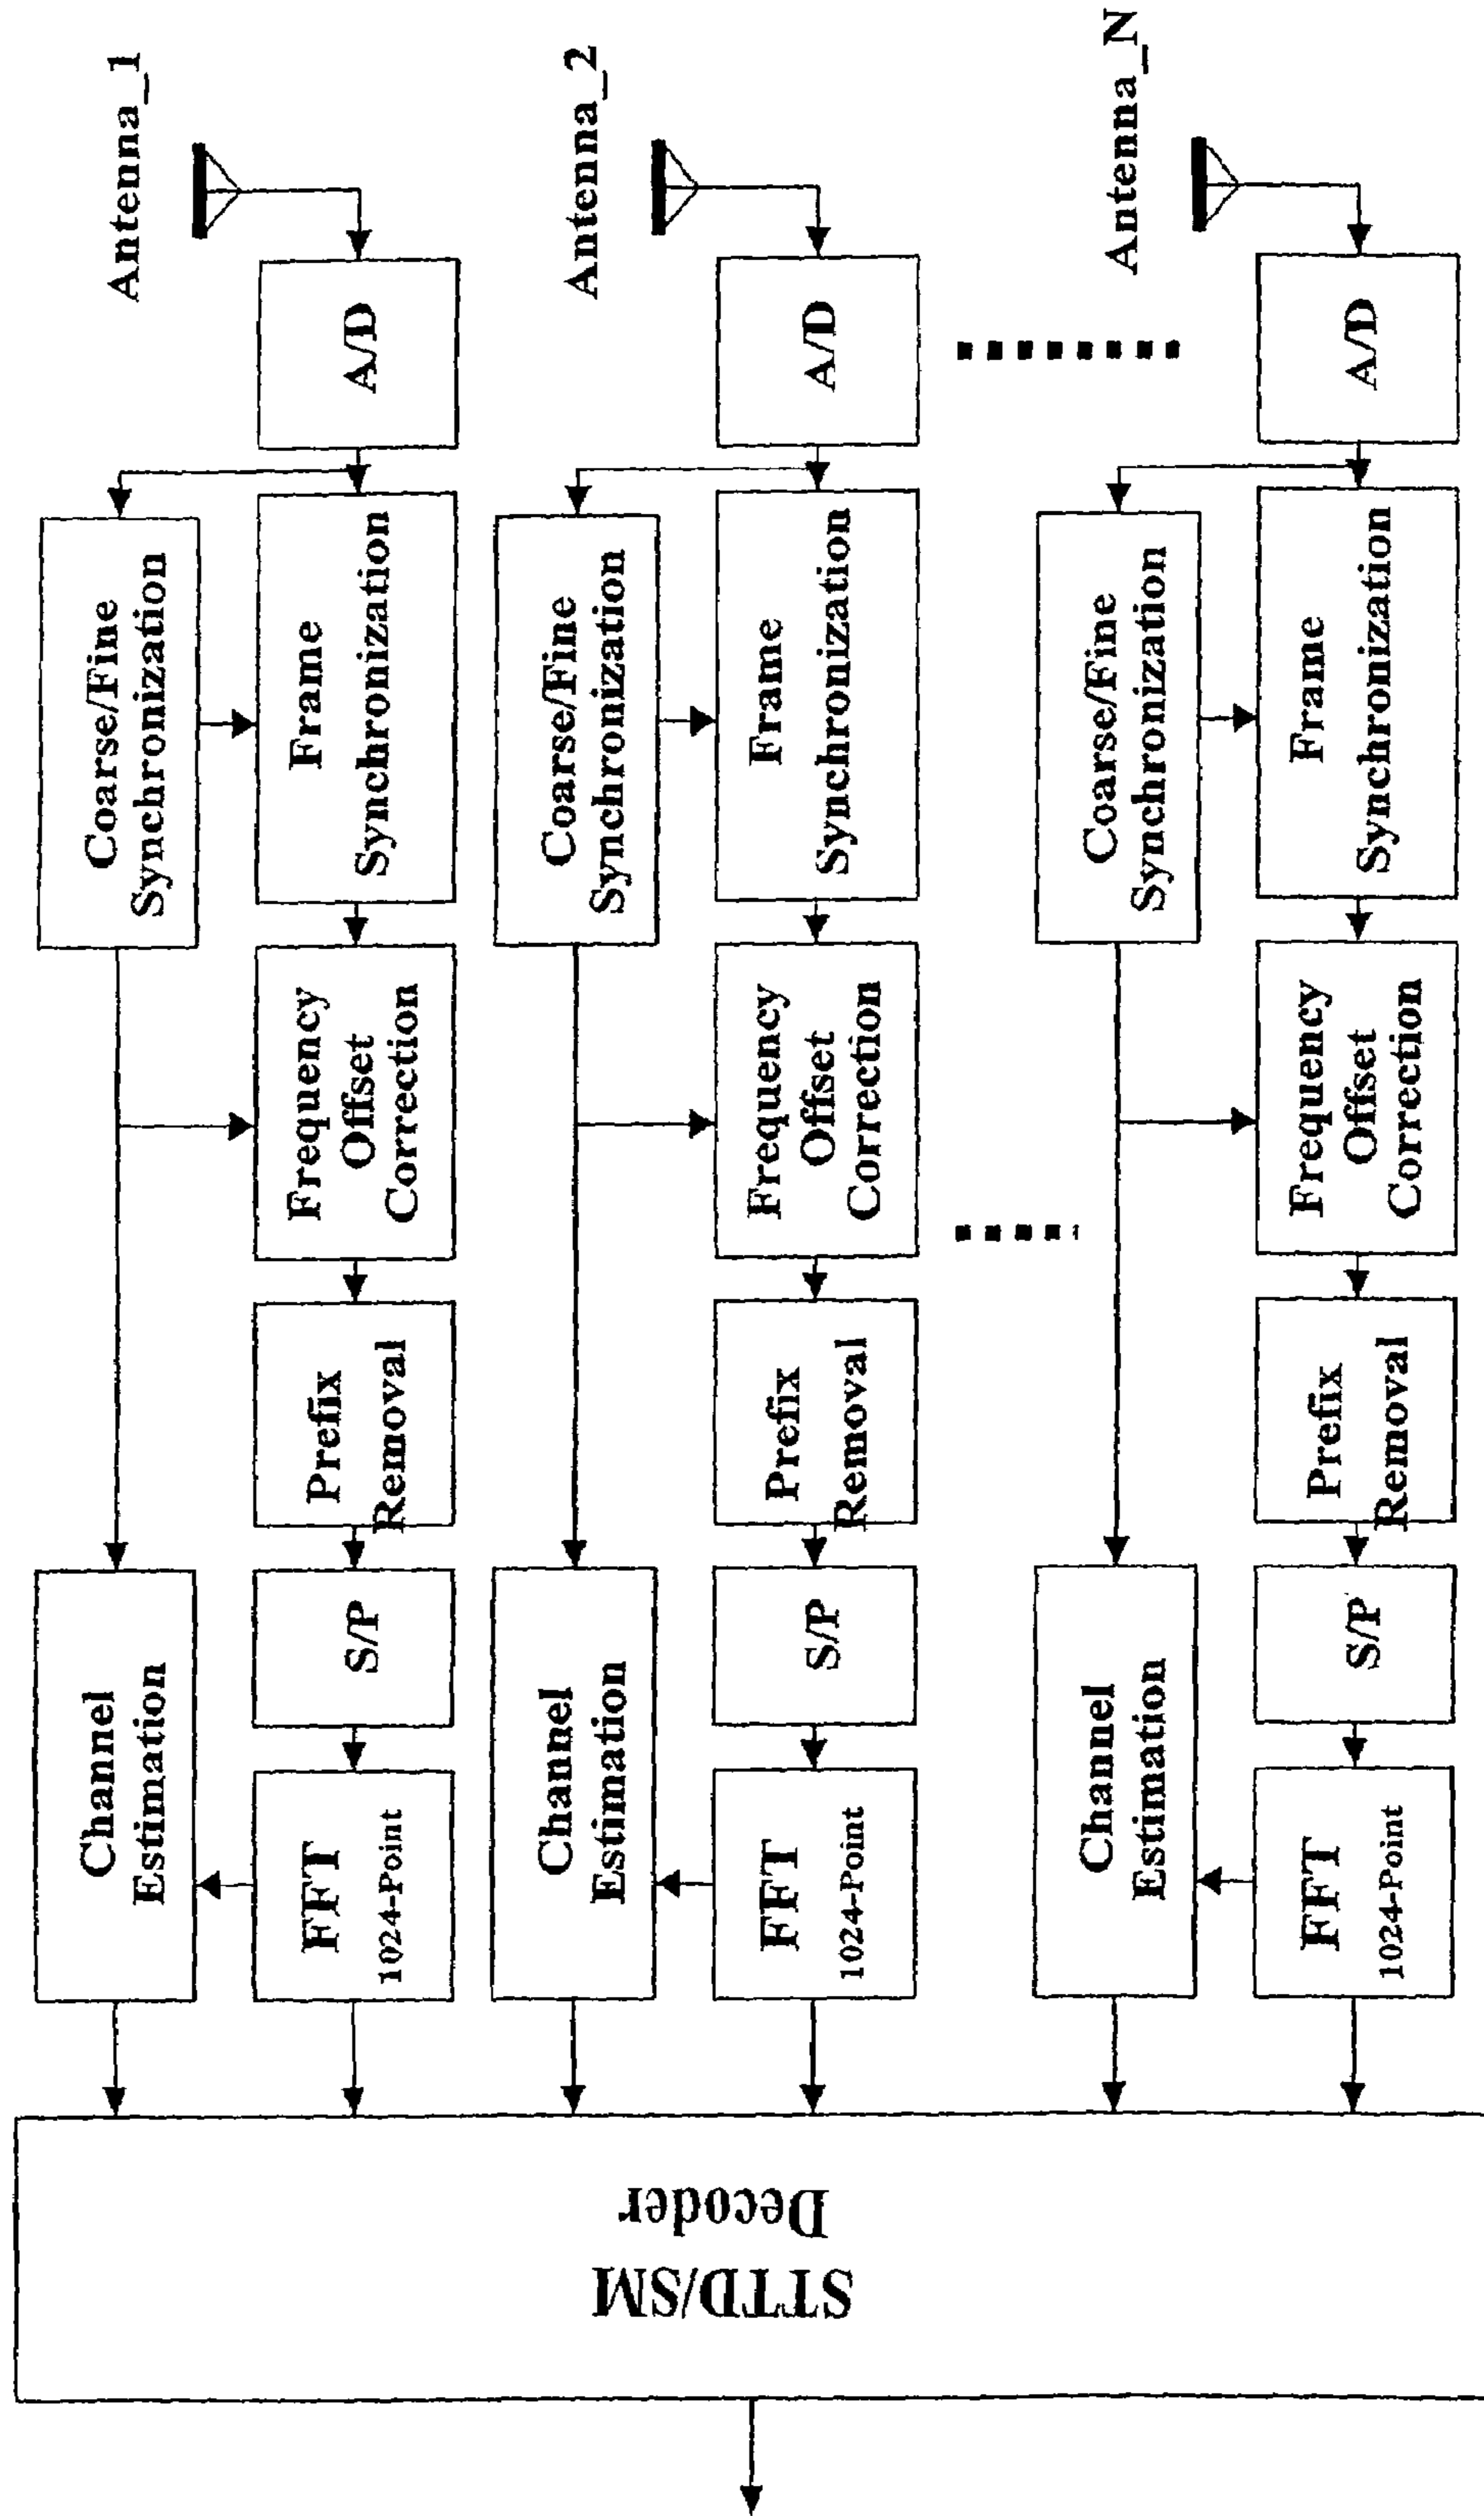 Antenna_1
A/D
Coarse/Fine
Synchronization
Frame
Synchronization
Frequency
Offset
Correction
Prefix
Removal
S/P
FFT
1024-Point
Channel
Estimation
Antenna_2
A/D
Coarse/Fine
Synchronization
Frame
Synchronization
Frequency
Offset
Correction
Prefix
Removal
S/P
FFT
1024-Point
Channel
Estimation
Antenna_N
A/D
Coarse/Fine
Synchronization
Frame
Synchronization
Frequency
Offset
Correction
Prefix
Removal
S/P
FFT
1024-Point
Channel
Estimation
STTD/SM
Decoder